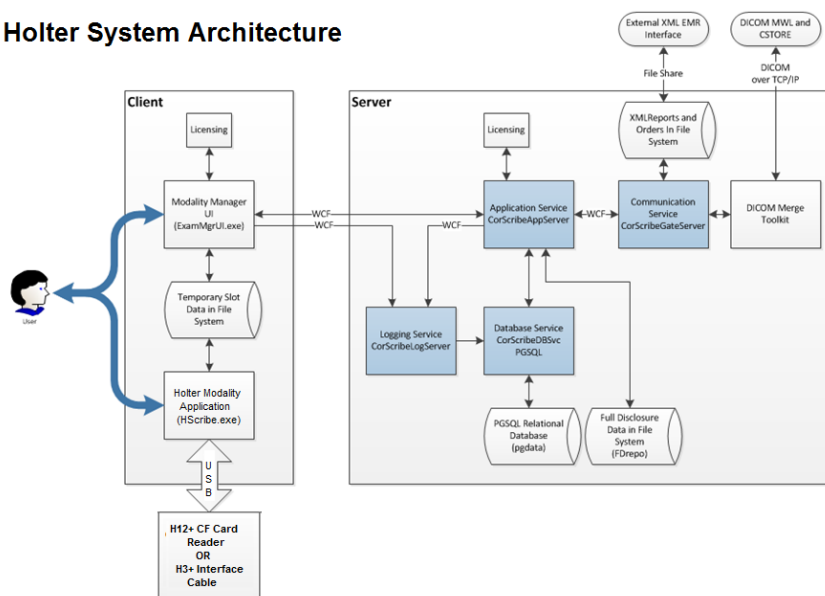 Holter System Architecture
External XML EMR
Interface
DICOM MWL and
CSTORE
File Share
DICOM
over TCP/IP
Client
Server
Licensing
Licensing
XMLReports and
Orders In File
System
Modality Manager
UI
(ExamMgrUI.exe)
WCF
WCF
Application Service
CorScribeAppServer
WCF
WCF
Communication
Service
CorScribeGateServer
DICOM Merge
Toolkit
User
Temporary Slot
Data in File
System
Logging Service
CorScribeLogServer
Database Service
CorScribeDBSvc
PGSQL
Holter Modality
Application
(HScribe.exe)
PGSQL Relational
Database
(pgdata)
Full Disclosure
Data in File
System
(FDrepo)
U
S
B
H12+ CF Card
Reader
OR
H3+ Interface
Cable